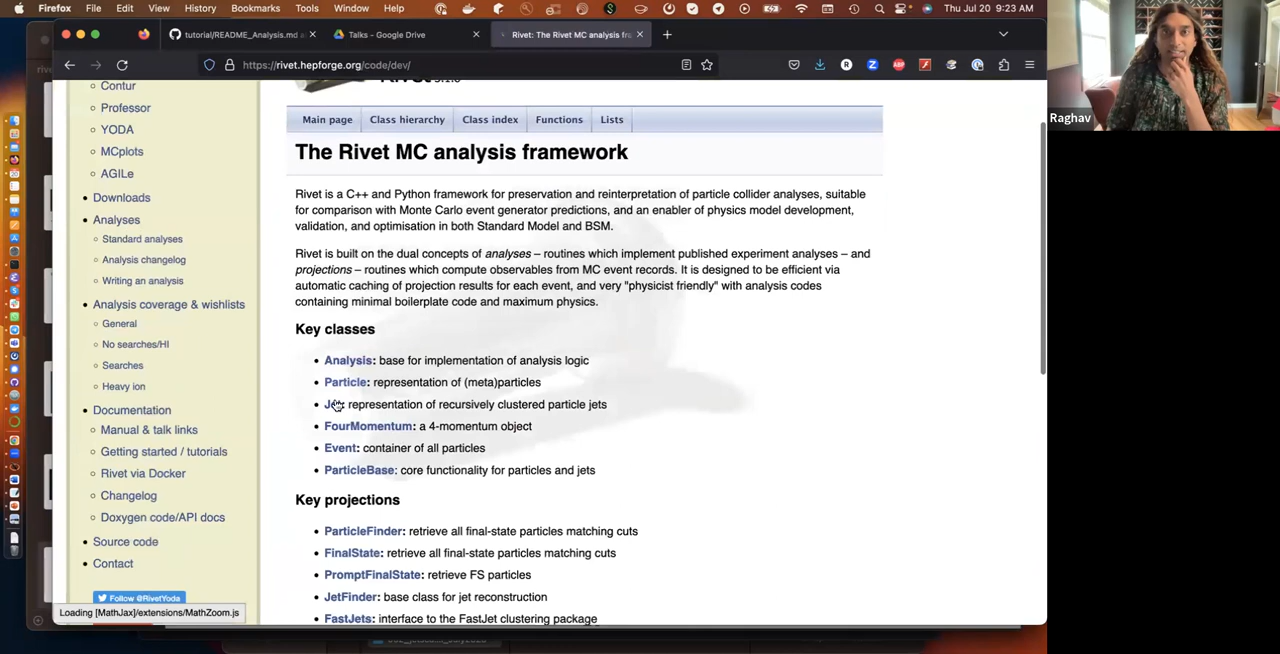 Firefox File Edit View History Bookmarks Tools Window Help Thu Jul 20 9:23 AM
tutorial/README_Analysis.md a × Talks - Google Drive × Rivet: The Rivet MC analysis fra × +
https://rivet.hepforge.org/code/dev/
Contur
Professor
YODA
MCplots
AGILe
Downloads
Analyses
Standard analyses
Analysis changelog
Writing an analysis
Analysis coverage & wishlists
General
No searches/HI
Searches
Heavy ion
Documentation
Manual & talk links
Getting started / tutorials
Rivet via Docker
Changelog
Doxygen code/API docs
Source code
Contact
Follow @RivetYoda
Loading [MathJax]/extensions/MathZoom.js
Main page Class hierarchy Class index Functions Lists
The Rivet MC analysis framework
Rivet is a C++ and Python framework for preservation and reinterpretation of particle collider analyses, suitable
for comparison with Monte Carlo event generator predictions, and an enabler of physics model development,
validation, and optimisation in both Standard Model and BSM.
Rivet is built on the dual concepts of analyses – routines which implement published experiment analyses – and
projections – routines which compute observables from MC event records. It is designed to be efficient via
automatic caching of projection results for each event, and very "physicist friendly" with analysis codes
containing minimal boilerplate code and maximum physics.
Key classes
Analysis: base for implementation of analysis logic
Particle: representation of (meta)particles
Jet: representation of recursively clustered particle jets
FourMomentum: a 4-momentum object
Event: container of all particles
ParticleBase: core functionality for particles and jets
Key projections
ParticleFinder: retrieve all final-state particles matching cuts
FinalState: retrieve all final-state particles matching cuts
PromptFinalState: retrieve FS particles
JetFinder: base class for jet reconstruction
FastJets: interface to the FastJet clustering package
Raghav